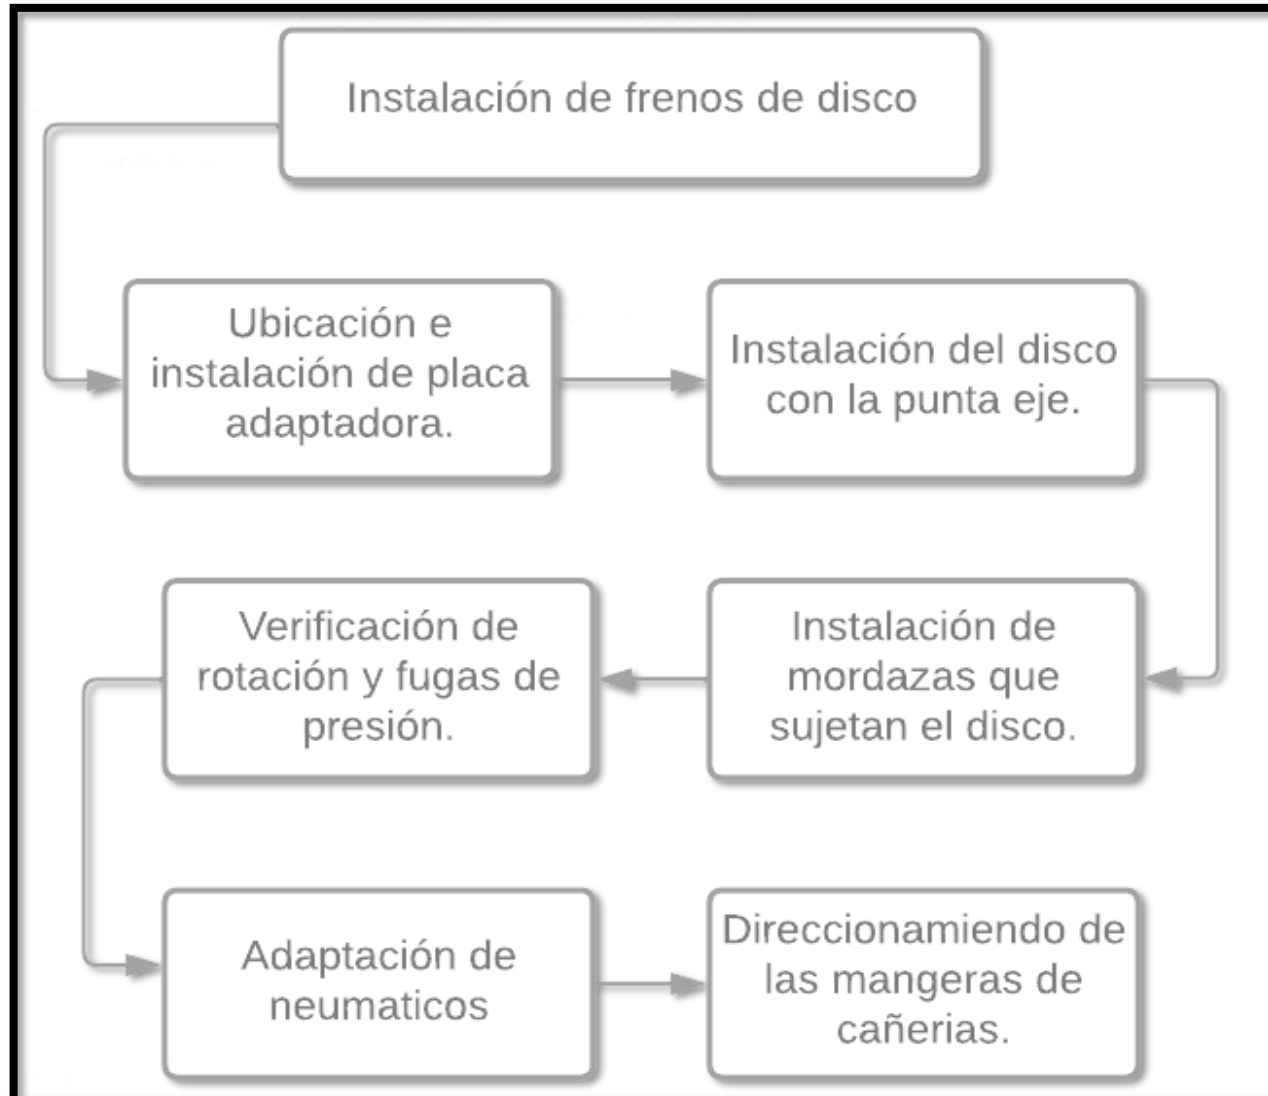 Instalación de frenos de disco
Ubicación e
instalación de placa
adaptadora.
Instalación del disco
con la punta eje.
Instalación de
mordazas que
sujetan el disco.
Verificación de
rotación y fugas de
presión.
Adaptación de
neumaticos
Direccionamiendo de
las mangeras de
cañerias.